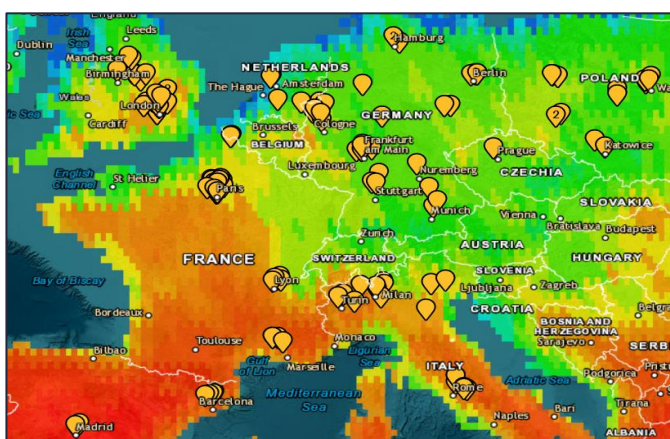 England
Irish
Sea
Leeds
Dublin
Manchester
Hamburg
Birmingham
NETHERLANDS
Berlin
POLAND
Amsterdam
The Hague
Wales
London
Cardiff
GERMANY
2
Brussels
Cologne
BELGIUM
Frankfurt
am Main
Katowice
English
Channel
St Helier
Luxembourg
Prague
Nuremberg
CZECHIA
Paris
Stuttgart
SLOVAKIA
Munich
Vienna
Bratislava
Zurich
Budapest
AUSTRIA
FRANCE
SWITZERLAND
HUNGARY
SLOVENIA
Bay of Biscay
Lyon
Ljubljana
Zagreb
Turin
Milan
CROATIA
Bordeaux
BOSNIA AND
HERZEGOVINA
Toulouse
Monaco
Sarajevo
Bilbao
Gulf
of Lion
Ligurian
Sea
Marseille
ITALY
Adriatic Sea
Podgorica
Rome
Barcelona
Mediterranean
Sea
Tirana
Naples
Bari
Madrid
ALBANIA